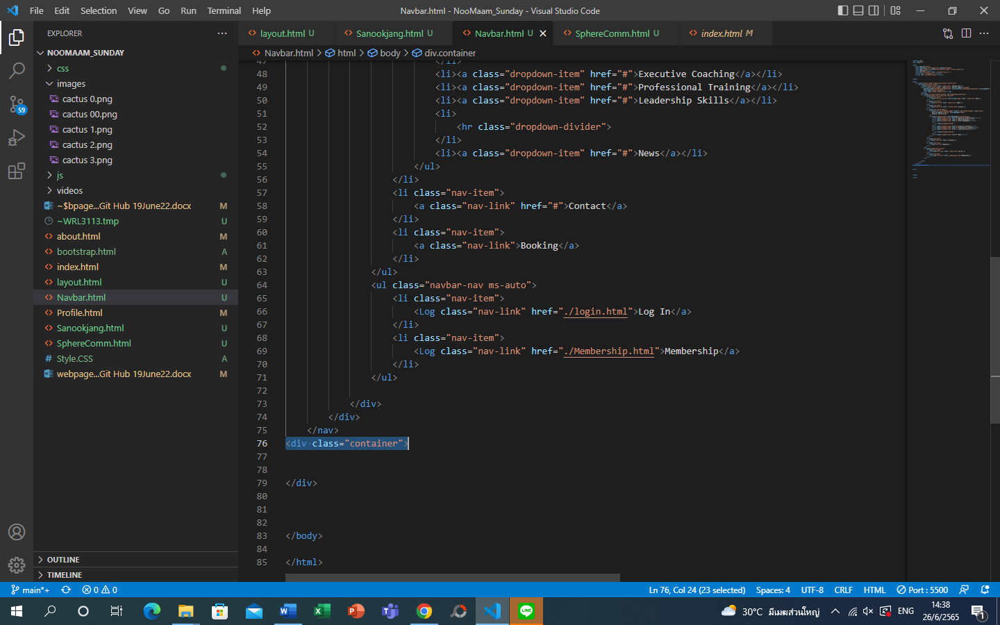 File Edit Selection View Go Run Terminal Help
Navbar.html - NooMaam_Sunday - Visual Studio Code
EXPLORER
NOOMAAM_SUNDAY
css
images
cactus 0.png
cactus 00.png
cactus 1.png
cactus 2.png
cactus 3.png
js
videos
~$bpage...Git Hub 19June22.docx M
~WRL3113.tmp U
about.html M
bootstrap.html A
index.html M
layout.html U
Navbar.html U
Profile.html M
Sanookjang.html U
SphereComm.html U
Style.CSS A
webpage...Git Hub 19June22.docx M
OUTLINE
TIMELINE
59
layout.html U Sanookjang.html U Navbar.html U SphereComm.html U index.html M
Navbar.html > html > body > div.container
47 </li>
48 <li><a class="dropdown-item" href="#">Executive Coaching</a></li>
49 <li><a class="dropdown-item" href="#">Professional Training</a></li>
50 <li><a class="dropdown-item" href="#">Leadership Skills</a></li>
51 <li>
52 <hr class="dropdown-divider">
53 </li>
54 <li><a class="dropdown-item" href="#">News</a></li>
55 </ul>
56 </li>
57 <li class="nav-item">
58 <a class="nav-link" href="#">Contact</a>
59 </li>
60 <li class="nav-item">
61 <a class="nav-link">Booking</a>
62 </li>
63 </ul>
64 <ul class="navbar-nav ms-auto">
65 <li class="nav-item">
66 <Log class="nav-link" href="./login.html">Log In</a>
67 </li>
68 <li class="nav-item">
69 <Log class="nav-link" href="./Membership.html">Membership</a>
70 </li>
71 </ul>
72
73 </div>
74 </div>
75 </nav>
76 <div class="container">
77
78
79 </div>
80
81
82
83 </body>
84
85 </html>
main*+ 0 0
Ln 76, Col 24 (23 selected) Spaces: 4 UTF-8 CRLF HTML Port : 5500
30°C มีเมฆส่วนใหญ่ ENG
14:38
26/6/2565
1